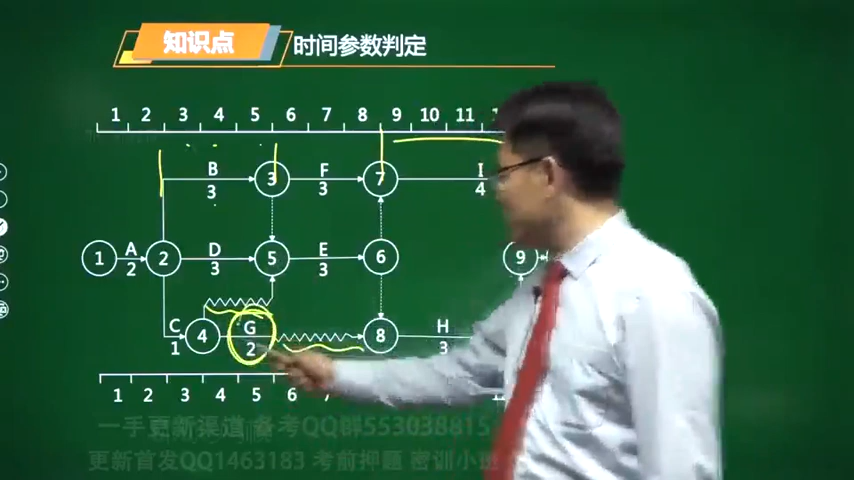 知识点 时间参数判定
1 2 3 4 5 6 7 8 9 10 11
B 3 F I
3 3 7 4
1 A 2 D 5 E 6 9
2 3 3
C 4 G 8 H
1 2 3
1 2 3 4 5 6 7
一手更新渠道 备考QQ群553038815
更新首发QQ1463183 考前押题 密训小班